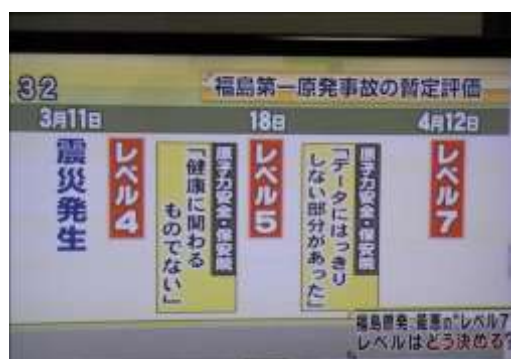 32
福島第一原発事故の暫定評価
3月11日
18日
4月12日
震災発生
レベル4
原子力安全・保安院
「健康に関わる
ものでない」
レベル5
原子力安全・保安院
「データにはっきり
しない部分があった」
レベル7
福島原発 最悪の"レベル7
レベルはどう決める?